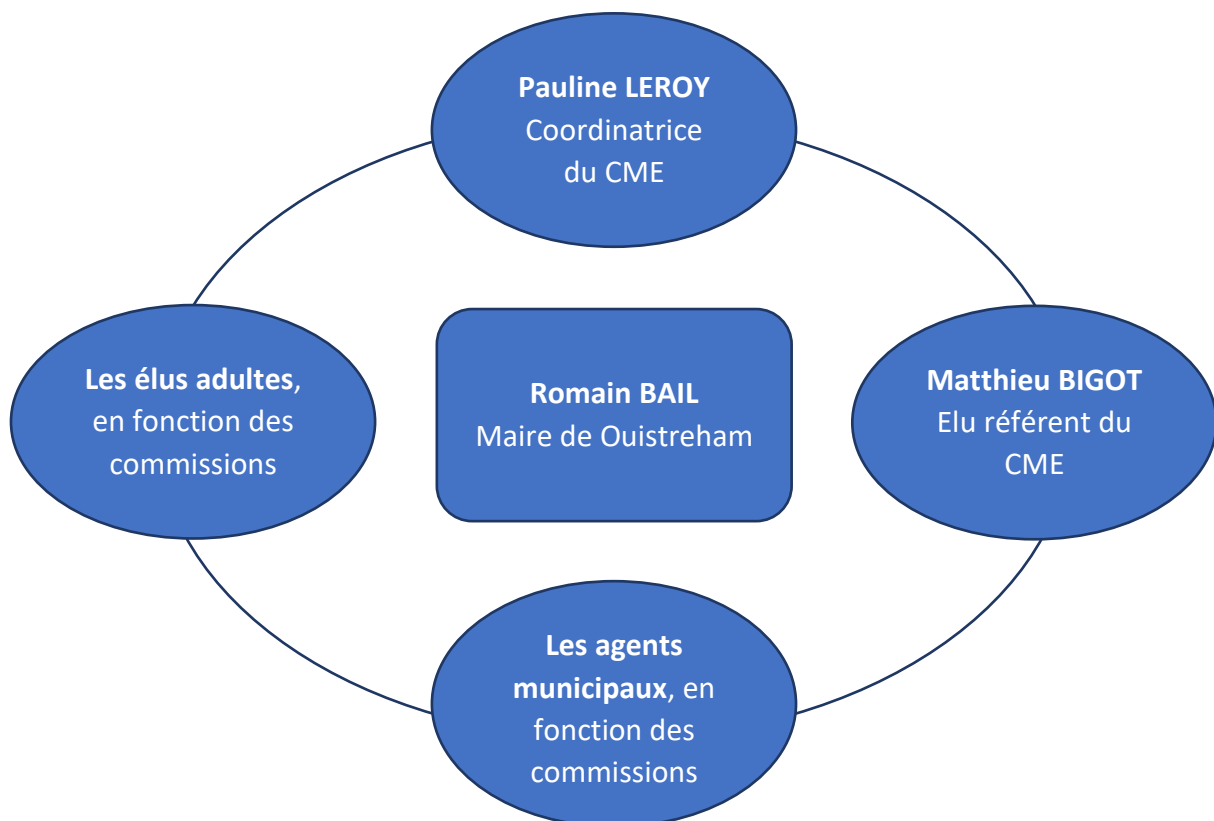 Pauline LEROY
Coordinatrice
du CME
Les élus adultes,
en fonction des
commissions
Romain BAIL
Maire de Ouistreham
Matthieu BIGOT
Elu référent du
CME
Les agents
municipaux, en
fonction des
commissions